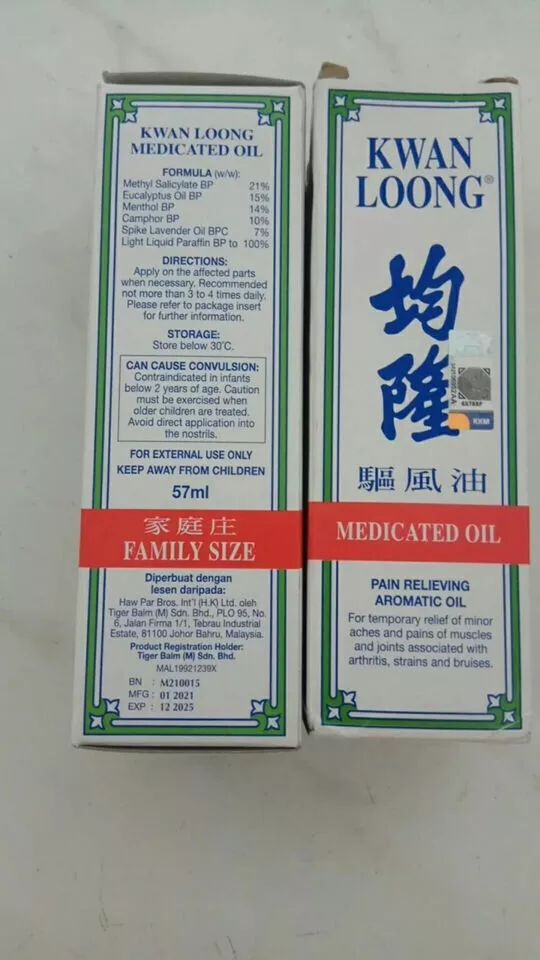 KWAN LOONG
MEDICATED OIL
FORMULA (w/w):
Methyl Salicylate BP 21%
Eucalyptus Oil BP 15%
Menthol BP 14%
Camphor BP 10%
Spike Lavender Oil BPC 7%
Light Liquid Paraffin BP to 100%
DIRECTIONS:
Apply on the affected parts
when necessary. Recommended
not more than 3 to 4 times daily.
Please refer to package insert
for further information.
STORAGE:
Store below 30°C.
CAN CAUSE CONVULSION:
Contraindicated in infants
below 2 years of age. Caution
must be exercised when
older children are treated.
Avoid direct application into
the nostrils.
FOR EXTERNAL USE ONLY
KEEP AWAY FROM CHILDREN
57ml
家庭庄
FAMILY SIZE
Diperbuat dengan
lesen daripada:
Haw Par Bros. Int'l (H.K) Ltd. oleh
Tiger Balm (M) Sdn. Bhd., PLO 95, No.
6, Jalan Firma 1/1, Tebrau Industrial
Estate, 81100 Johor Bahru, Malaysia.
Product Registration Holder:
Tiger Balm (M) Sdn. Bhd.
MAL19921239X
BN : M210015
MFG : 01 2021
EXP : 12 2025
KWAN
LOONG®
均
隆
KKM
驅風油
MEDICATED OIL
PAIN RELIEVING
AROMATIC OIL
For temporary relief of minor
aches and pains of muscles
and joints associated with
arthritis, strains and bruises.